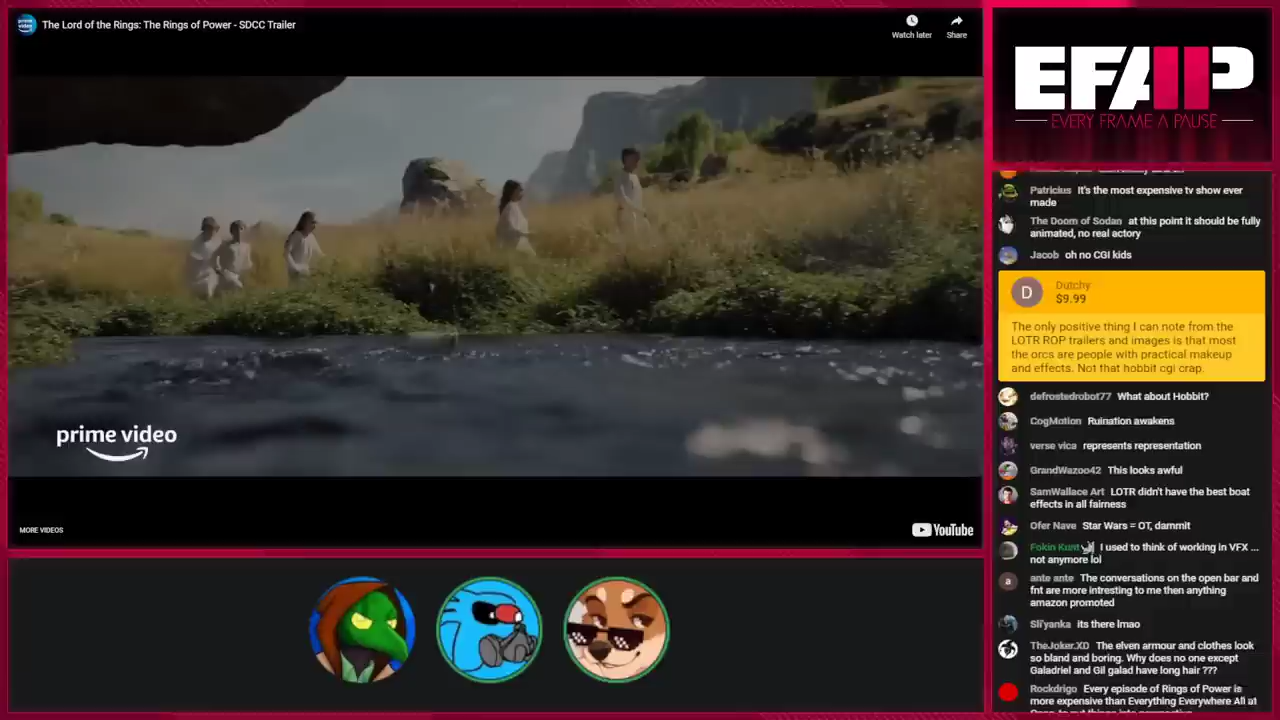 prime video
The Lord of the Rings: The Rings of Power - SDCC Trailer
Watch later
Share
prime video
MORE VIDEOS
YouTube
EFAP
EVERY FRAME A PAUSE
Patricius It's the most expensive tv show ever
made
The Doom of Sodan at this point it should be fully
animated, no real actory
Jacob oh no CGI kids
D
Dutchy
$9.99
The only positive thing I can note from the
LOTR ROP trailers and images is that most
the orcs are people with practical makeup
and effects. Not that hobbit cgi crap.
defrostedrobot77 What about Hobbit?
CogMotion Ruination awakens
verse vica represents representation
GrandWazoo42 This looks awful
SamWallace Art LOTR didn't have the best boat
effects in all fairness
Ofer Nave Star Wars = OT, dammit
Fokin Kunt I used to think of working in VFX ...
not anymore lol
a
ante ante The conversations on the open bar and
fnt are more intresting to me then anything
amazon promoted
Sli'yanka its there lmao
TheJoker.XD The elven armour and clothes look
so bland and boring. Why does no one except
Galadriel and Gil galad have long hair ???
Rockdrigo Every episode of Rings of Power is
more expensive than Everything Everywhere All at